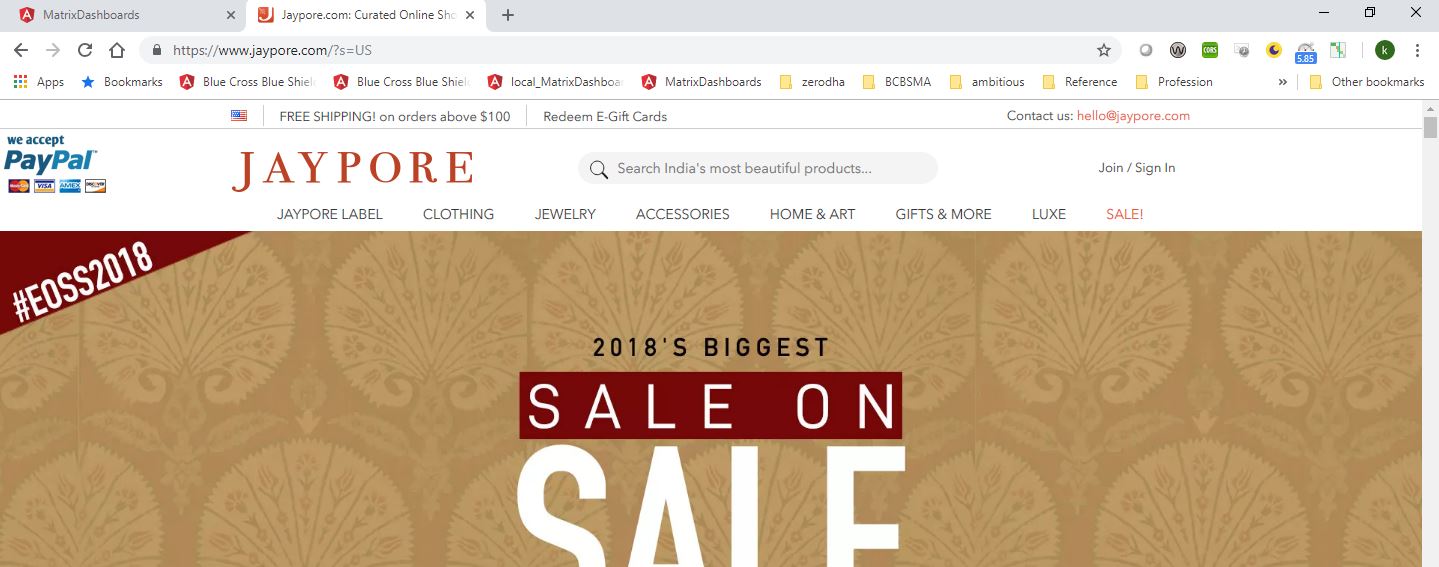 MatrixDashboards
Jaypore.com: Curated Online Sho
https://www.jaypore.com/?s=US
CORS
5.85
k
Apps
Bookmarks
Blue Cross Blue Shiel
Blue Cross Blue Shiel
local_MatrixDashboar
MatrixDashboards
zerodha
BCBSMA
ambitious
Reference
Profession
»
Other bookmarks
FREE SHIPPING! on orders above $100
Redeem E-Gift Cards
Contact us: hello@jaypore.com
we accept
PayPal™
MasterCard VISA AMEX DISCOVER
JAYPORE
Search India's most beautiful products...
Join / Sign In
JAYPORE LABEL CLOTHING JEWELRY ACCESSORIES HOME & ART GIFTS & MORE LUXE SALE!
#EOSS2018
2018'S BIGGEST
SALE ON
SALE